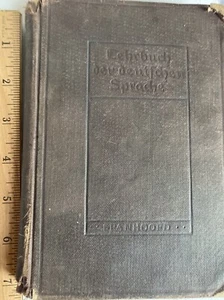 Lehrbuch
der deutschen
Sprache
SPANHOOFD
1
2
3
4
5
6
7